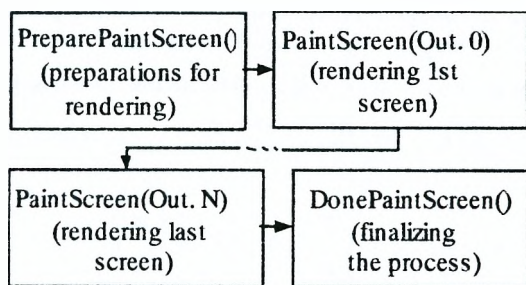 PreparePaintScreen()
(preparations for
rendering)
PaintScreen(Out. 0)
(rendering 1st
screen)
PaintScreen(Out. N)
(rendering last
screen)
DonePaintScreen()
(finalizing
the process)